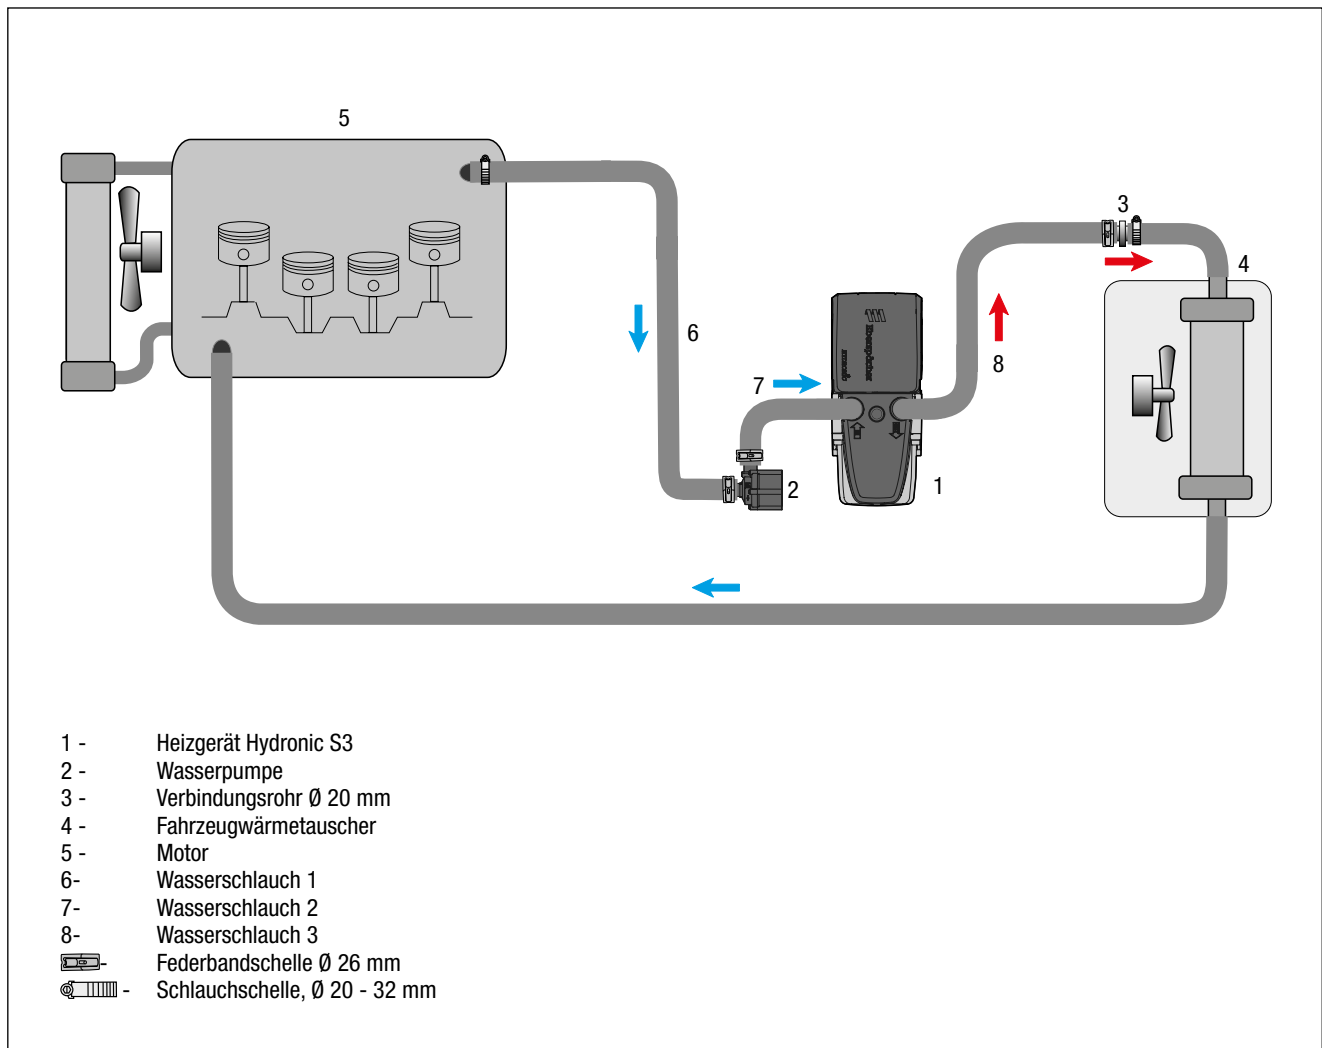 5
3
4
6
8
7
Eberspächer
2
1
1 - Heizgerät Hydronic S3
2 - Wasserpumpe
3 - Verbindungsrohr Ø 20 mm
4 - Fahrzeugwärmetauscher
5 - Motor
6- Wasserschlauch 1
7- Wasserschlauch 2
8- Wasserschlauch 3
- Federbandschelle Ø 26 mm
- Schlauchschelle, Ø 20 - 32 mm